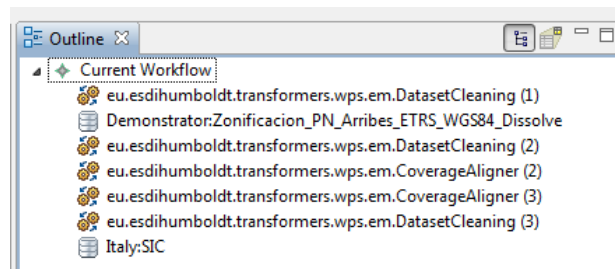 Outline
Current Workflow
eu.esdihumboldt.transformers.wps.em.DatasetCleaning (1)
Demonstrator:Zonificacion_PN_Arribes_ETRS_WGS84_Dissolve
eu.esdihumboldt.transformers.wps.em.DatasetCleaning (2)
eu.esdihumboldt.transformers.wps.em.CoverageAligner (2)
eu.esdihumboldt.transformers.wps.em.CoverageAligner (3)
eu.esdihumboldt.transformers.wps.em.DatasetCleaning (3)
Italy:SIC